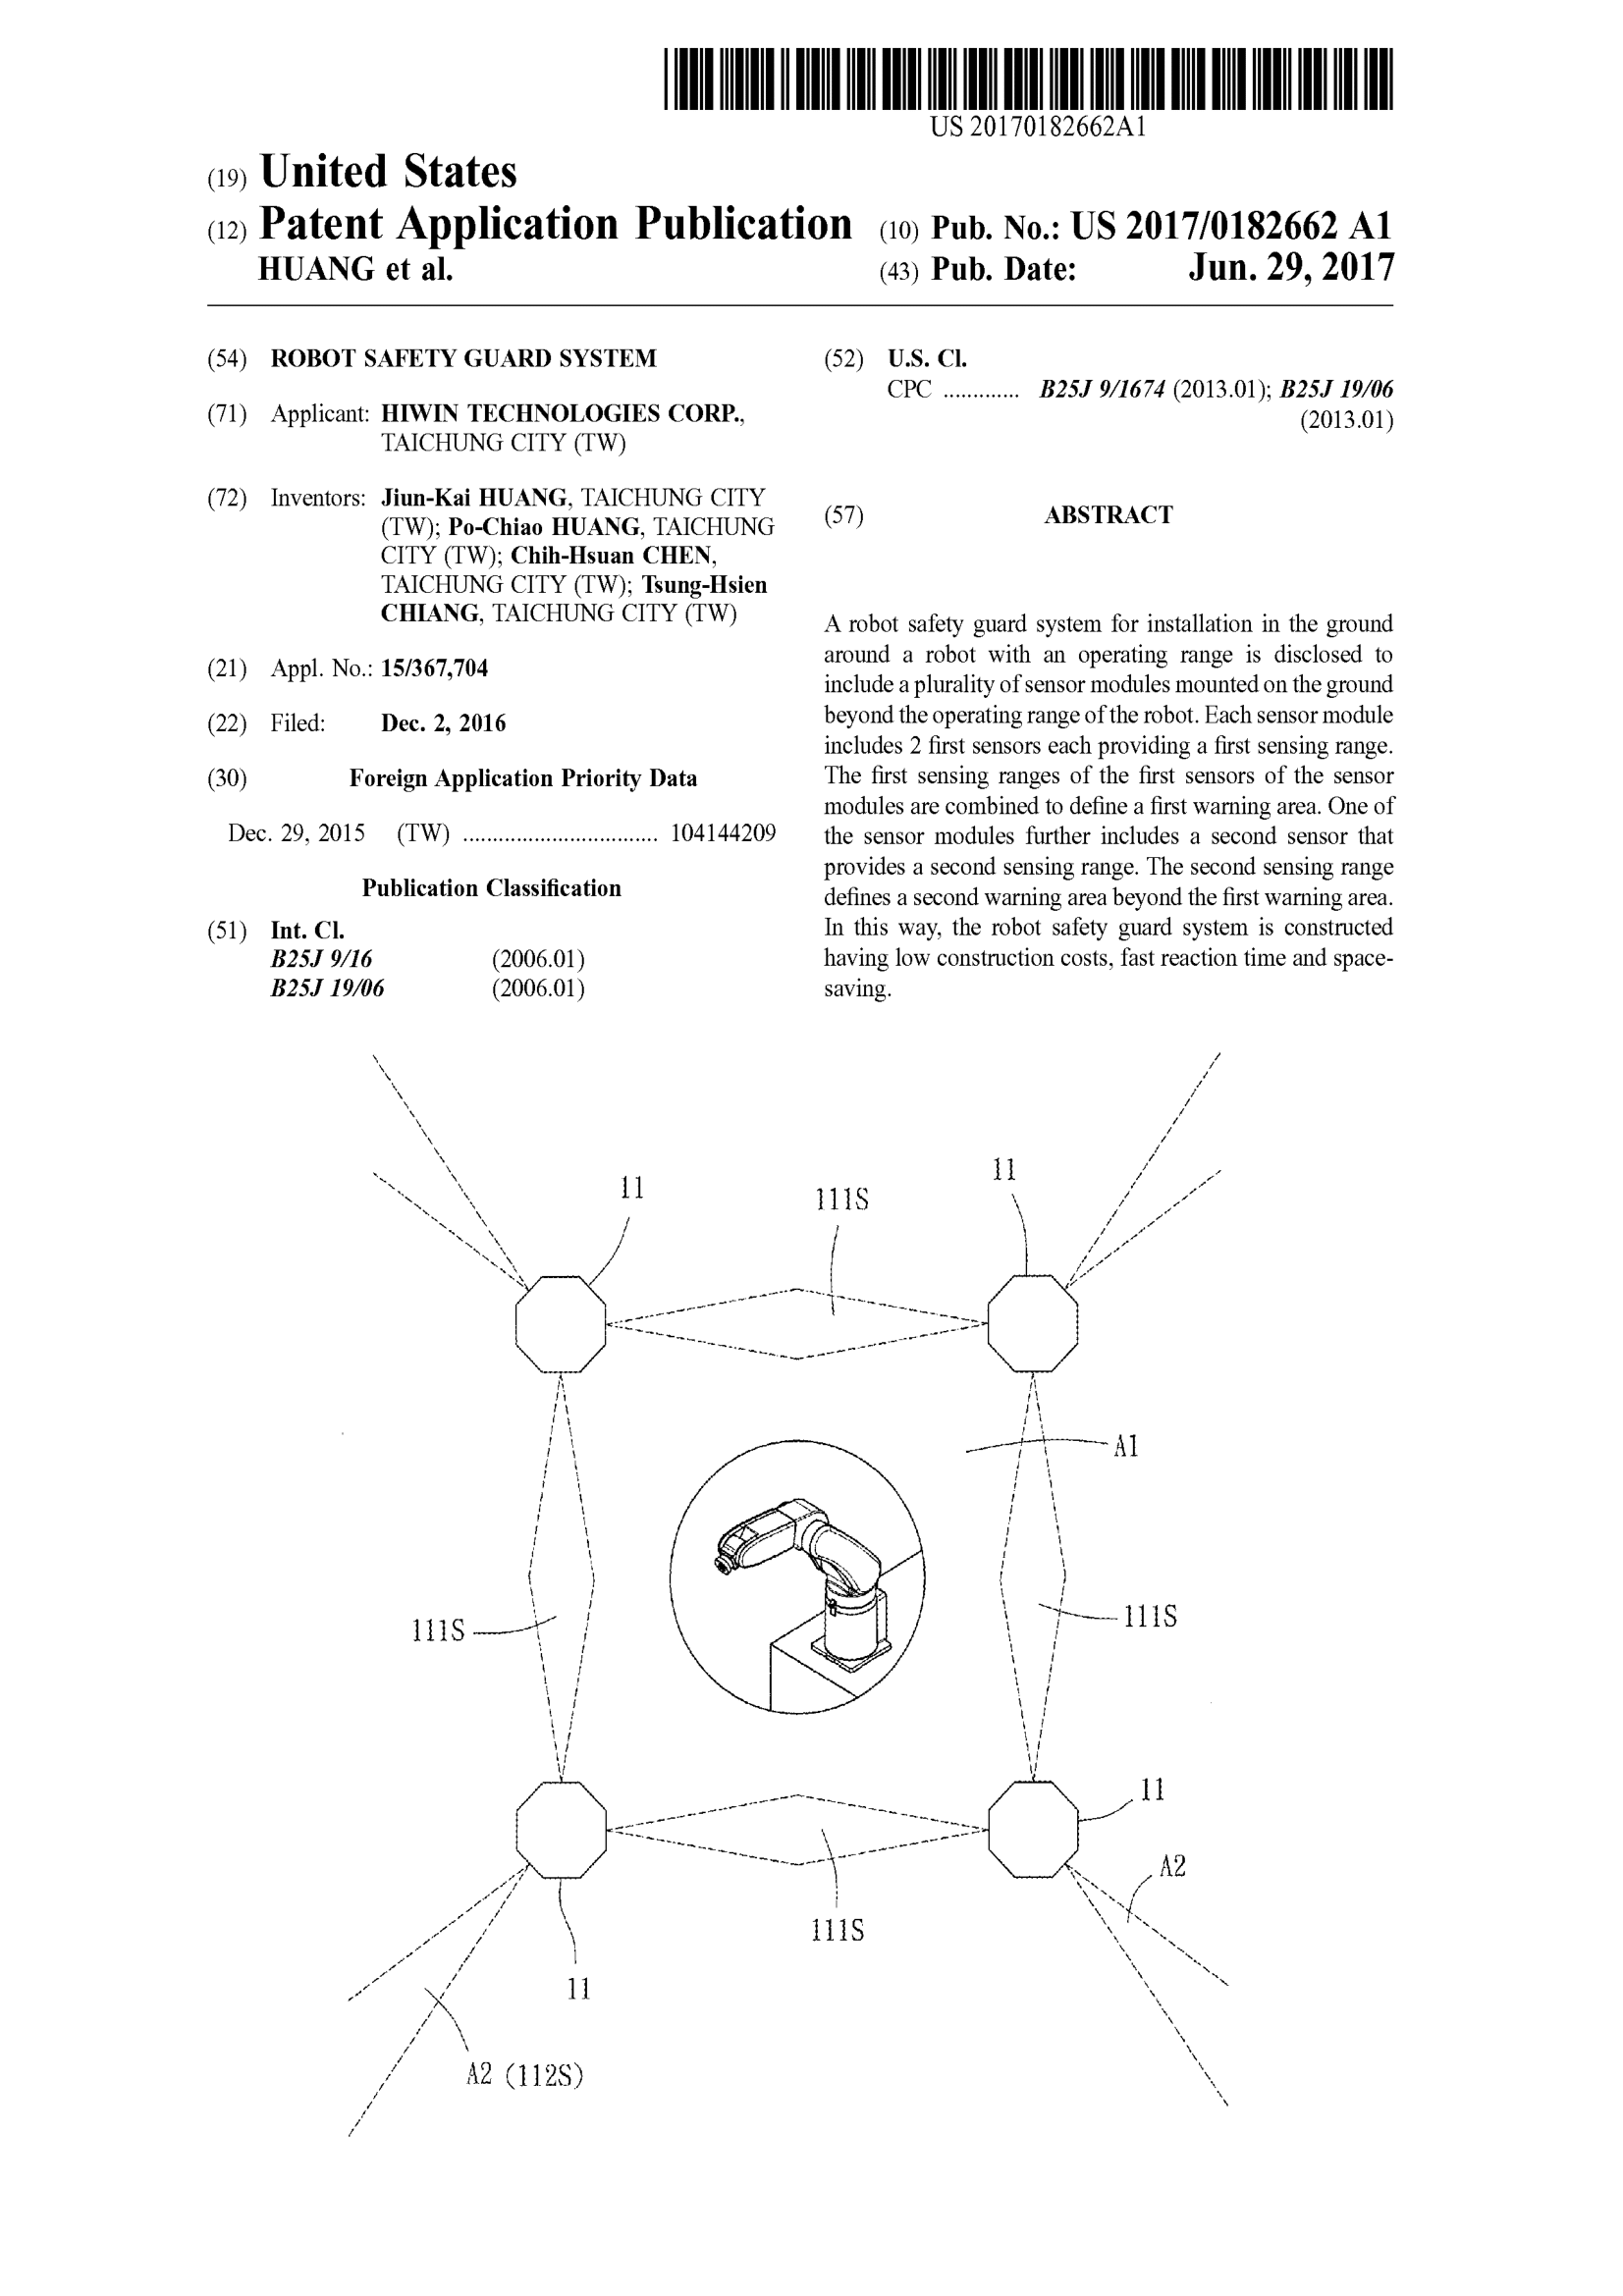 US 20170182662A1
(19) United States
(12) Patent Application Publication
HUANG et al.
(10) Pub. No.: US 2017/0182662 A1
(43) Pub. Date: Jun. 29, 2017
(54) ROBOT SAFETY GUARD SYSTEM
(71) Applicant: HIWIN TECHNOLOGIES CORP.,
TAICHUNG CITY (TW)
(72) Inventors: Jiun-Kai HUANG, TAICHUNG CITY
(TW); Po-Chiao HUANG, TAICHUNG
CITY (TW); Chih-Hsuan CHEN,
TAICHUNG CITY (TW); Tsung-Hsien
CHIANG, TAICHUNG CITY (TW)
(21) Appl. No.: 15/367,704
(22) Filed: Dec. 2, 2016
(30) Foreign Application Priority Data
Dec. 29, 2015 (TW) ................................ 104144209
Publication Classification
(51) Int. Cl.
B25J 9/16 (2006.01)
B25J 19/06 (2006.01)
(52) U.S. Cl.
CPC ............. B25J 9/1674 (2013.01); B25J 19/06
(2013.01)
(57) ABSTRACT
A robot safety guard system for installation in the ground
around a robot with an operating range is disclosed to
include a plurality of sensor modules mounted on the ground
beyond the operating range of the robot. Each sensor module
includes 2 first sensors each providing a first sensing range.
The first sensing ranges of the first sensors of the sensor
modules are combined to define a first warning area. One of
the sensor modules further includes a second sensor that
provides a second sensing range. The second sensing range
defines a second warning area beyond the first warning area.
In this way, the robot safety guard system is constructed
having low construction costs, fast reaction time and space-
saving.
11
111S
11
A1
111S
111S
11
A2
111S
11
A2 (112S)